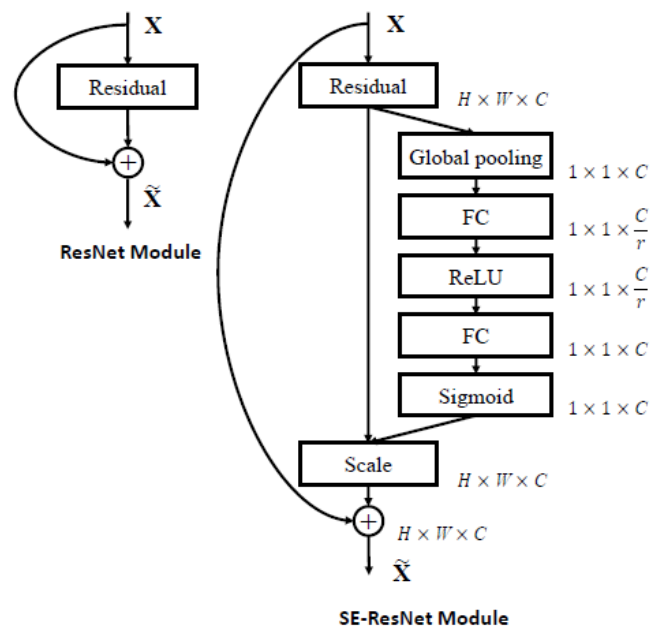 X
Residual
+
X̃
ResNet Module
X
Residual
H × W × C
Global pooling
1 × 1 × C
FC
1 × 1 × C/r
ReLU
1 × 1 × C/r
FC
1 × 1 × C
Sigmoid
1 × 1 × C
Scale
H × W × C
+
H × W × C
X̃
SE-ResNet Module